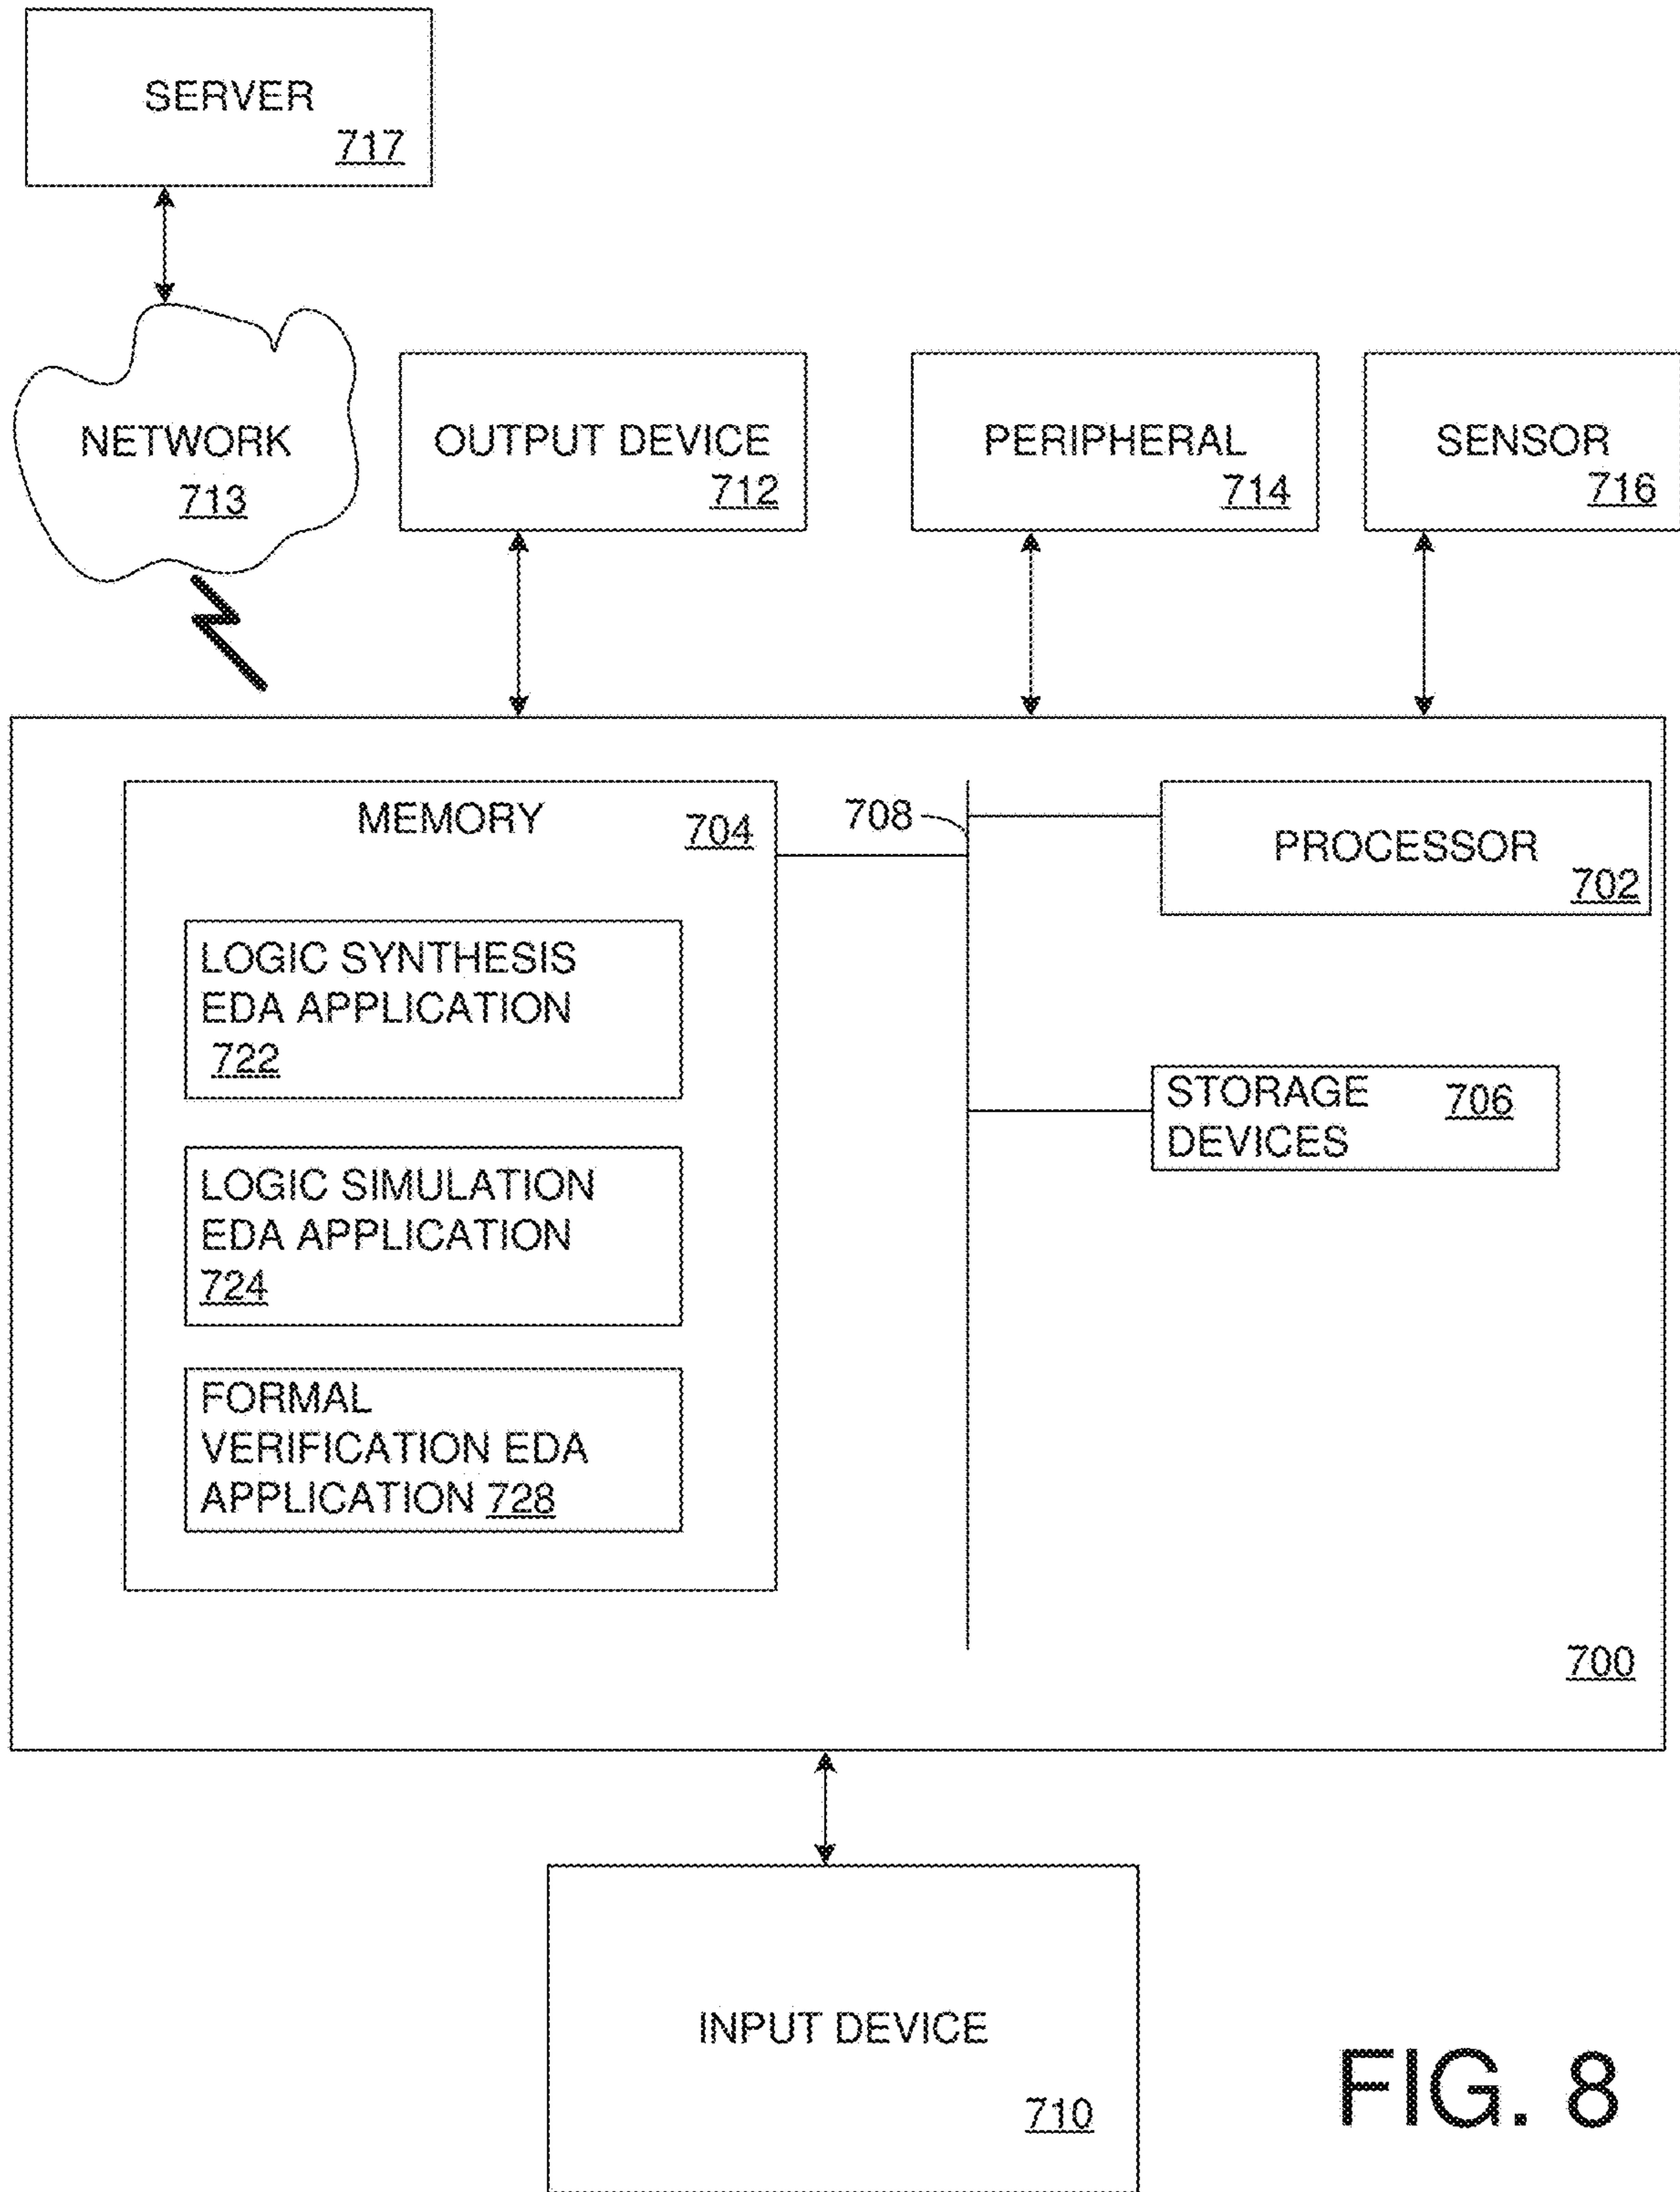 SERVER
717
NETWORK
713
OUTPUT DEVICE
712
PERIPHERAL
714
SENSOR
716
MEMORY
704
708
PROCESSOR
702
LOGIC SYNTHESIS
EDA APPLICATION
722
STORAGE
706
DEVICES
LOGIC SIMULATION
EDA APPLICATION
724
FORMAL
VERIFICATION EDA
APPLICATION 728
700
INPUT DEVICE
710
FIG. 8